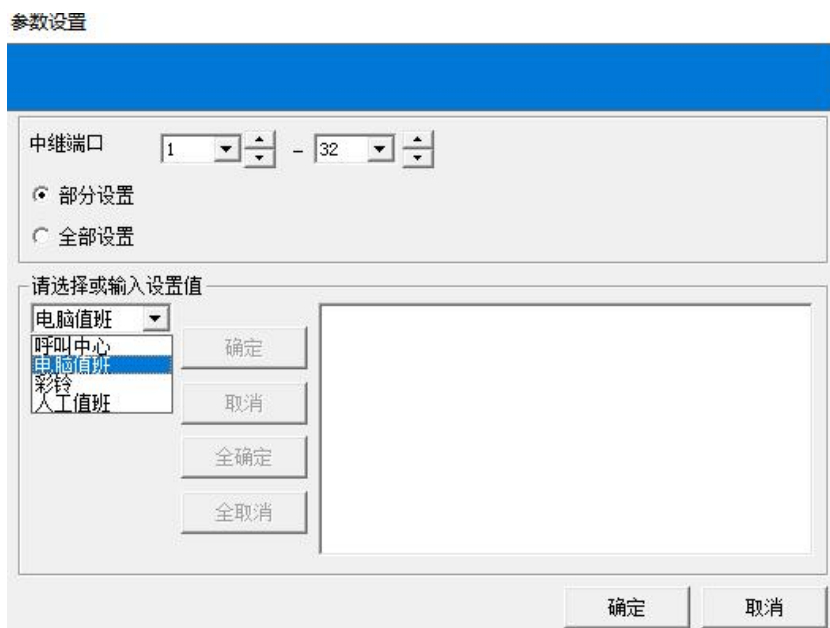 参数设置
中继端口 1 - 32
部分设置
全部设置
请选择或输入设置值
电脑值班
呼叫中心
电脑值班
彩铃
人工值班
确定
取消
全确定
全取消
确定 取消